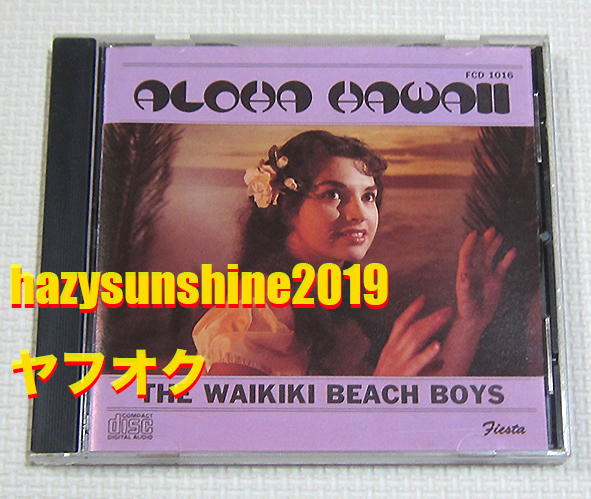 FCD 1016
ALOHA HAWAII
hazysunshine2019
ヤフオク
THE WAIKIKI BEACH BOYS
COMPACT
disc
DIGITAL AUDIO
Fiesta